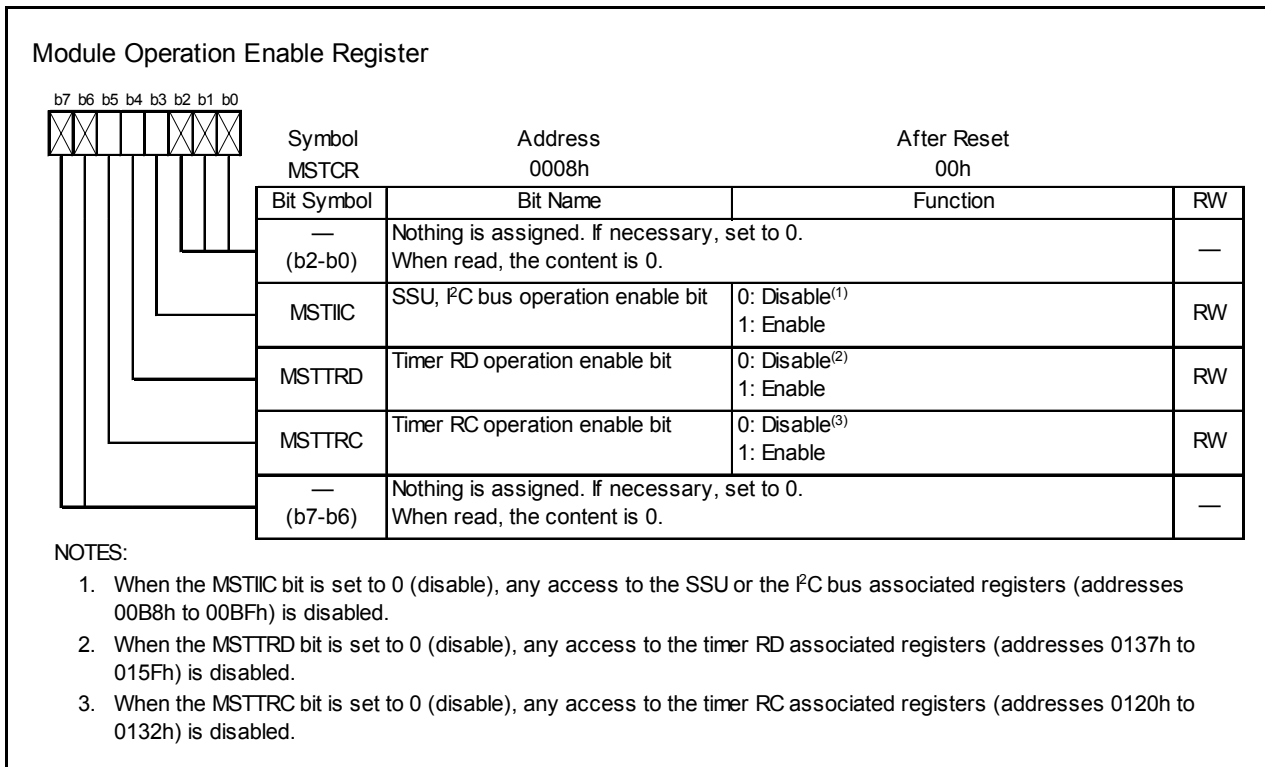 Module Operation Enable Register
b7 b6 b5 b4 b3 b2 b1 b0
Symbol Address After Reset
MSTCR 0008h 00h
Bit Symbol Bit Name Function RW
—
(b2-b0)
Nothing is assigned. If necessary, set to 0.
When read, the content is 0.
—
MSTIIC
SSU, I²C bus operation enable bit
0: Disable(1)
1: Enable
RW
MSTTRD
Timer RD operation enable bit
0: Disable(2)
1: Enable
RW
MSTTRC
Timer RC operation enable bit
0: Disable(3)
1: Enable
RW
—
(b7-b6)
Nothing is assigned. If necessary, set to 0.
When read, the content is 0.
—
NOTES:
1. When the MSTIIC bit is set to 0 (disable), any access to the SSU or the I²C bus associated registers (addresses
00B8h to 00BFh) is disabled.
2. When the MSTTRD bit is set to 0 (disable), any access to the timer RD associated registers (addresses 0137h to
015Fh) is disabled.
3. When the MSTTRC bit is set to 0 (disable), any access to the timer RC associated registers (addresses 0120h to
0132h) is disabled.